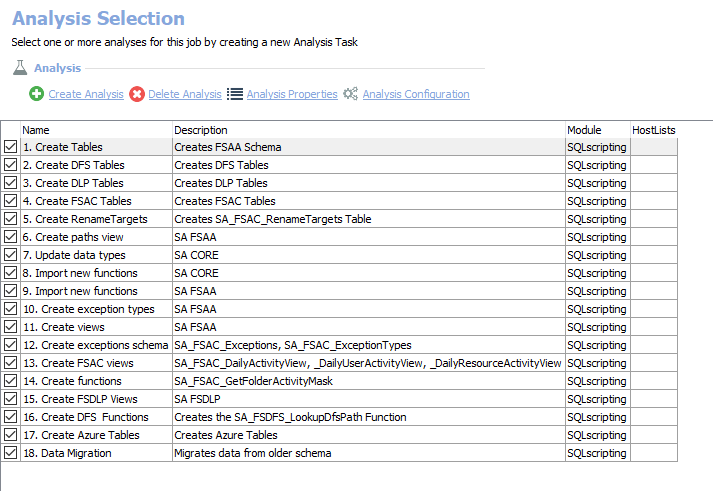 Analysis Selection
Select one or more analyses for this job by creating a new Analysis Task
Analysis
Create Analysis Delete Analysis Analysis Properties Analysis Configuration
Name Description Module HostLists
1. Create Tables Creates FSAA Schema SQLscripting
2. Create DFS Tables Creates DFS Tables SQLscripting
3. Create DLP Tables Creates DLP Tables SQLscripting
4. Create FSAC Tables Creates FSAC Tables SQLscripting
5. Create RenameTargets Creates SA_FSAC_RenameTargets Table SQLscripting
6. Create paths view SA FSAA SQLscripting
7. Update data types SA CORE SQLscripting
8. Import new functions SA CORE SQLscripting
9. Import new functions SA FSAA SQLscripting
10. Create exception types SA FSAA SQLscripting
11. Create views SA FSAA SQLscripting
12. Create exceptions schema SA_FSAC_Exceptions, SA_FSAC_ExceptionTypes SQLscripting
13. Create FSAC views SA_FSAC_DailyActivityView, _DailyUserActivityView, _DailyResourceActivityView SQLscripting
14. Create functions SA_FSAC_GetFolderActivityMask SQLscripting
15. Create FSDLP Views SA FSDLP SQLscripting
16. Create DFS  Functions Creates the SA_FSDFS_LookupDfsPath Function SQLscripting
17. Create Azure Tables Creates Azure Tables SQLscripting
18. Data Migration Migrates data from older schema SQLscripting